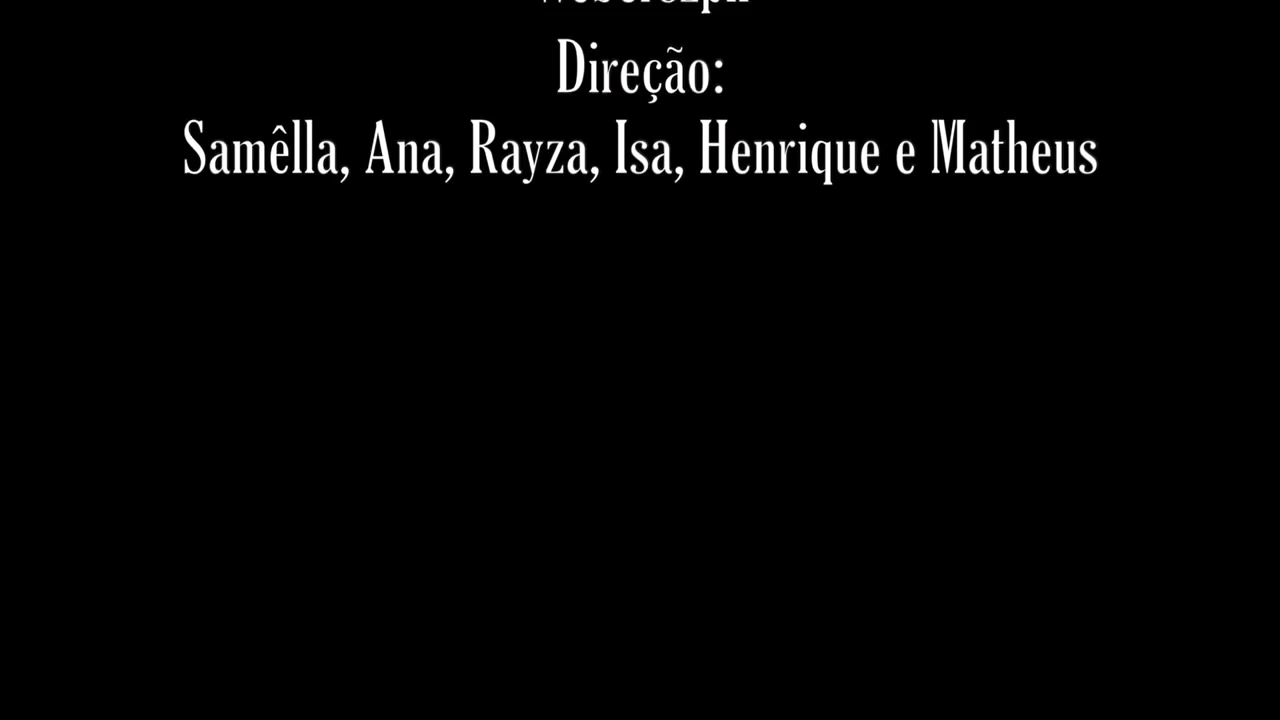 Direção:
Samêlla, Ana, Rayza, Isa, Henrique e Matheus